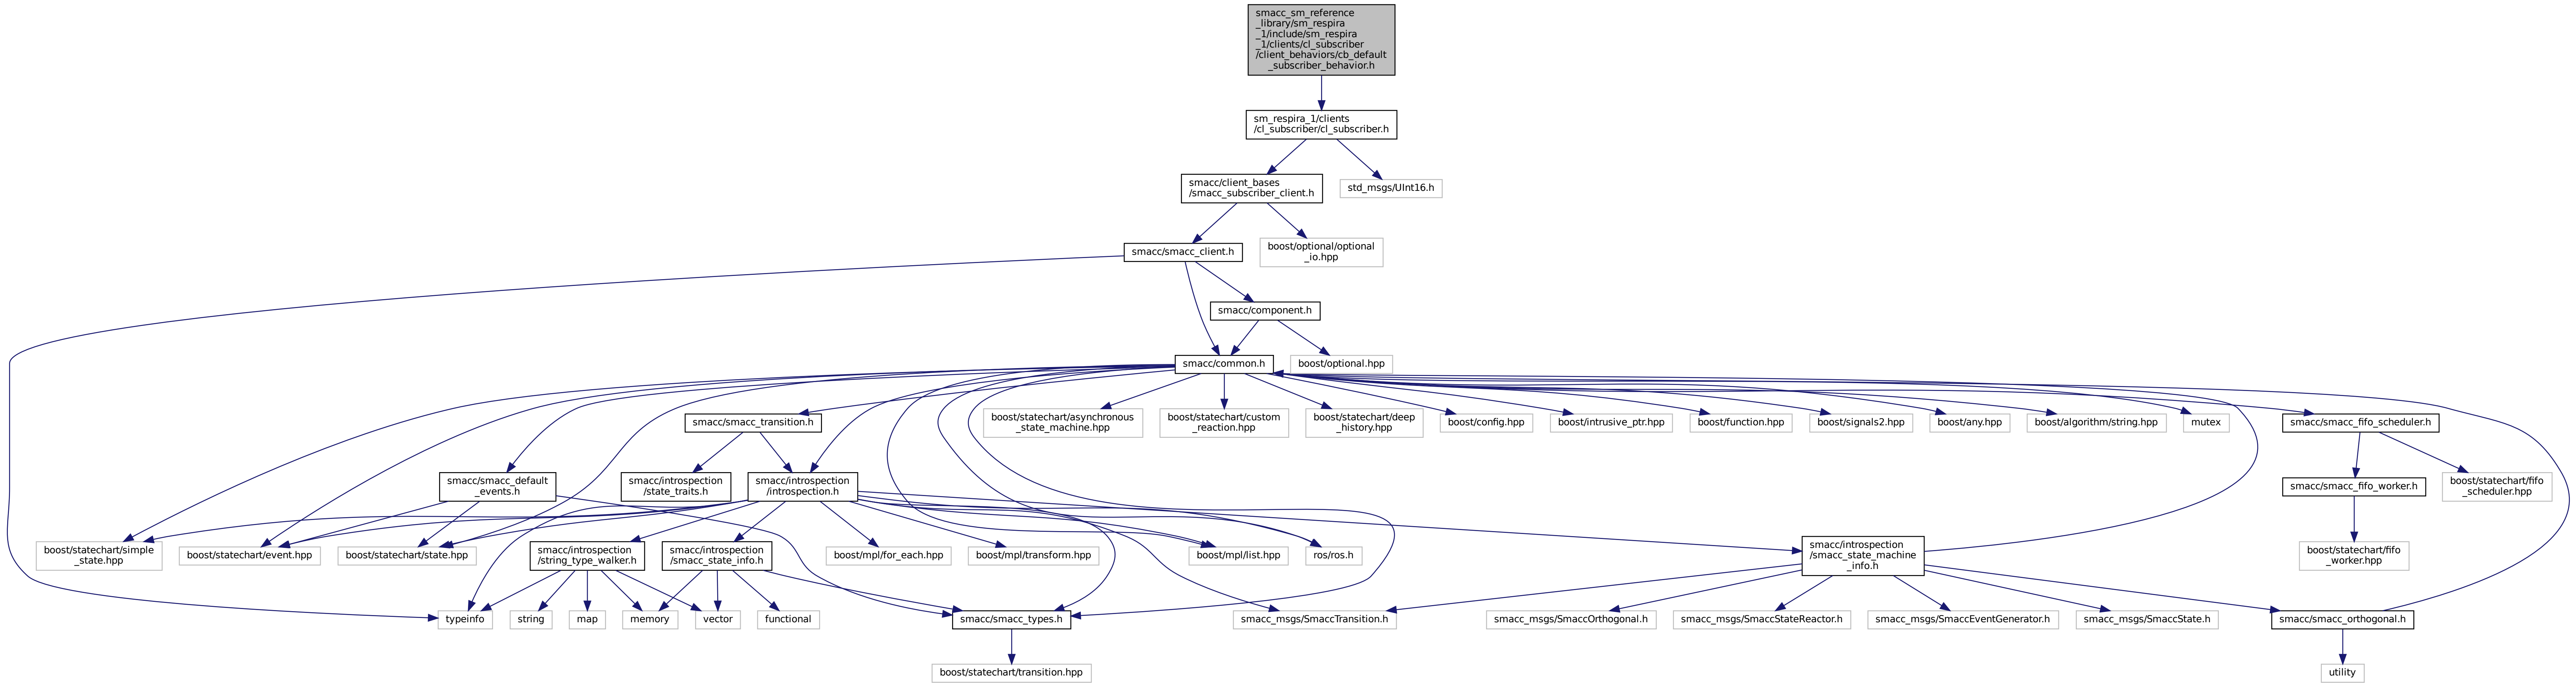 smacc_sm_reference
_library/sm_respira
_1/include/sm_respira
_1/clients/cl_subscriber
/client_behaviors/cb_default
_subscriber_behavior.h
sm_respira_1/clients
/cl_subscriber/cl_subscriber.h
smacc/client_bases
/smacc_subscriber_client.h
std_msgs/UInt16.h
smacc/smacc_client.h
boost/optional/optional
_io.hpp
smacc/component.h
smacc/common.h
boost/optional.hpp
smacc/smacc_transition.h
boost/statechart/asynchronous
_state_machine.hpp
boost/statechart/custom
_reaction.hpp
boost/statechart/deep
_history.hpp
boost/config.hpp
boost/intrusive_ptr.hpp
boost/function.hpp
boost/signals2.hpp
boost/any.hpp
boost/algorithm/string.hpp
mutex
smacc/smacc_fifo_scheduler.h
smacc/smacc_default
_events.h
smacc/introspection
/state_traits.h
smacc/introspection
/introspection.h
smacc/smacc_fifo_worker.h
boost/statechart/fifo
_scheduler.hpp
boost/statechart/simple
_state.hpp
boost/statechart/event.hpp
boost/statechart/state.hpp
smacc/introspection
/string_type_walker.h
smacc/introspection
/smacc_state_info.h
boost/mpl/for_each.hpp
boost/mpl/transform.hpp
boost/mpl/list.hpp
ros/ros.h
smacc/introspection
/smacc_state_machine
_info.h
boost/statechart/fifo
_worker.hpp
typeinfo
string
map
memory
vector
functional
smacc/smacc_types.h
smacc_msgs/SmaccTransition.h
smacc_msgs/SmaccOrthogonal.h
smacc_msgs/SmaccStateReactor.h
smacc_msgs/SmaccEventGenerator.h
smacc_msgs/SmaccState.h
smacc/smacc_orthogonal.h
boost/statechart/transition.hpp
utility